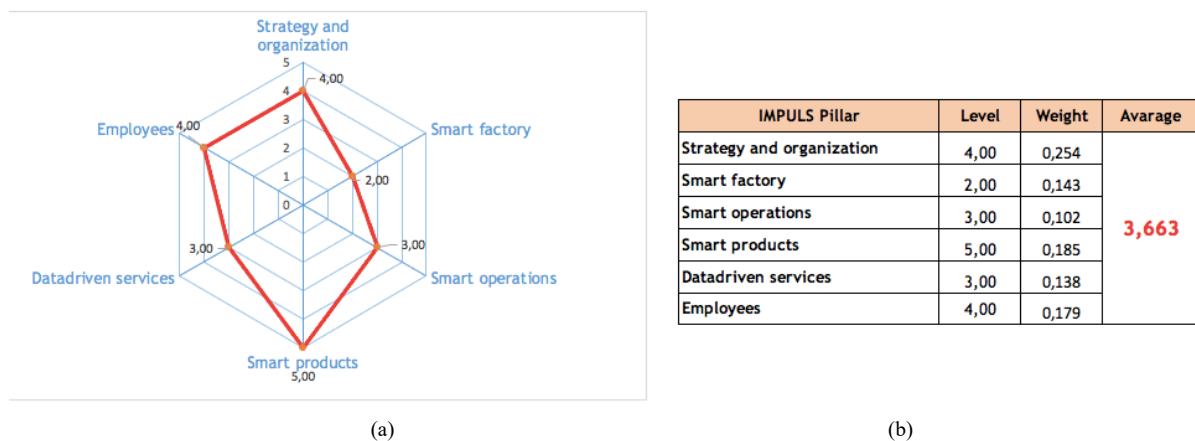 Strategy and
organization
5
4,00
4
Employees
4,00
3
Smart factory
2
1
2,00
0
3,00
3,00
Datadriven services
Smart operations
Smart products
5,00
(a)
IMPULS Pillar Level Weight Avarage
Strategy and organization 4,00 0,254
Smart factory 2,00 0,143
Smart operations 3,00 0,102
3,663
Smart products 5,00 0,185
Datadriven services 3,00 0,138
Employees 4,00 0,179
(b)